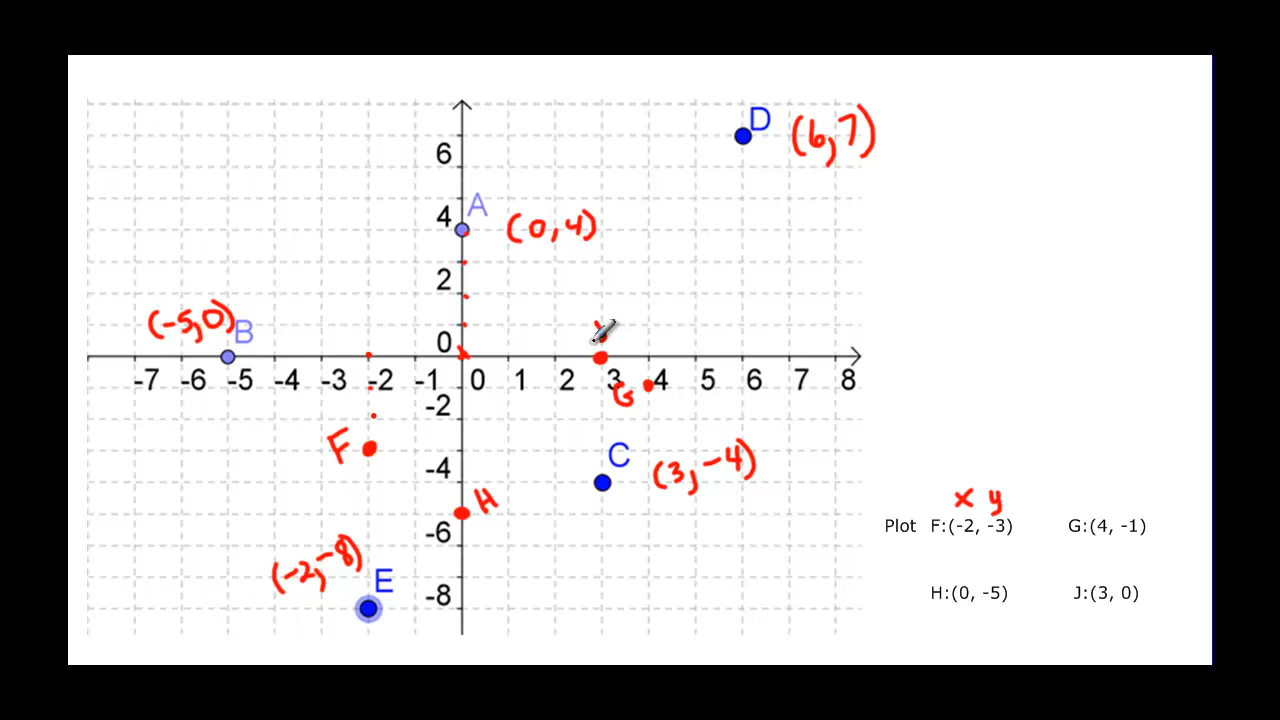 D (6,7)
6
A
4 (0,4)
2
(-5,0) B
0
-7 -6 -5 -4 -3 -2 -1 0 1 2 3 4 5 6 7 8
G
-2
F
C
-4 (3,-4)
H
x y
Plot F:(-2, -3) G:(4, -1)
-6
(-2,-8)
E
-8
H:(0, -5) J:(3, 0)